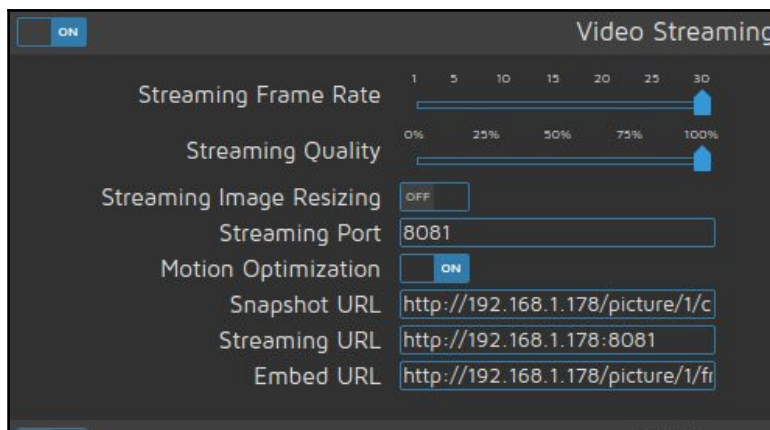 ON Video Streaming
1 5 10 15 20 25 30
Streaming Frame Rate
0% 25% 50% 75% 100%
Streaming Quality
Streaming Image Resizing OFF
Streaming Port 8081
Motion Optimization ON
Snapshot URL http://192.168.1.178/picture/1/c
Streaming URL http://192.168.1.178:8081
Embed URL http://192.168.1.178/picture/1/fr